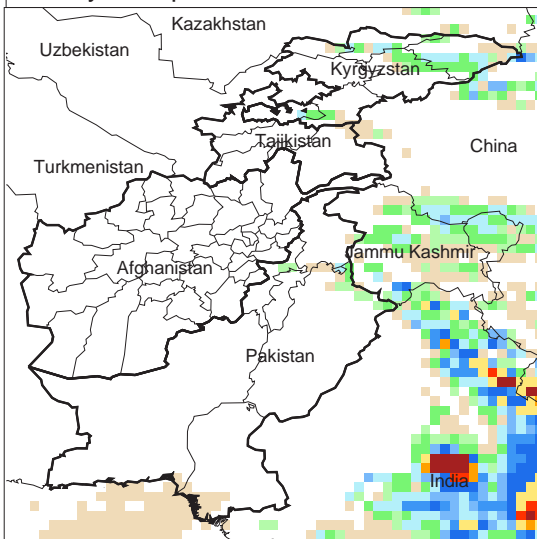 Kazakhstan
Uzbekistan
Kyrgyzstan
Tajikistan
China
Turkmenistan
Jammu Kashmir
Afghanistan
Pakistan
India